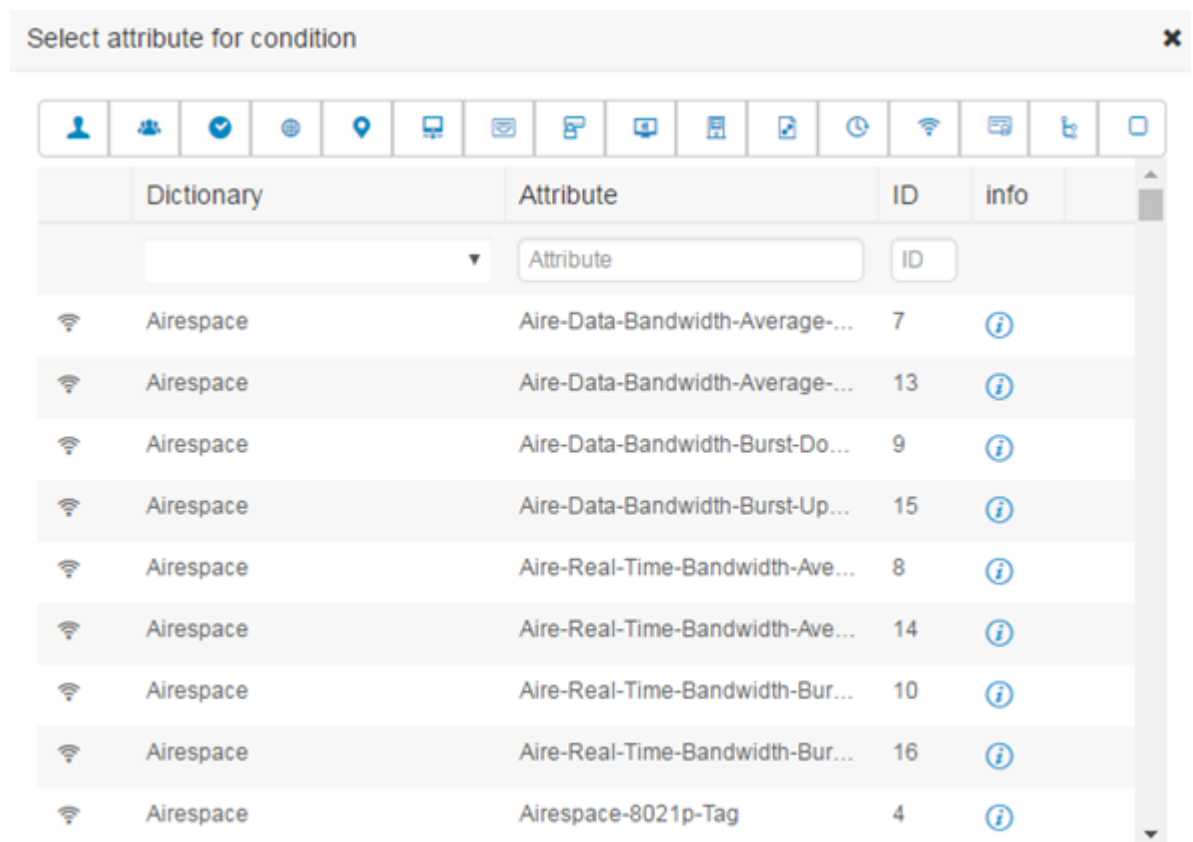 Select attribute for condition
Dictionary Attribute ID info
Attribute ID
Airespace Aire-Data-Bandwidth-Average-... 7
Airespace Aire-Data-Bandwidth-Average-... 13
Airespace Aire-Data-Bandwidth-Burst-Do... 9
Airespace Aire-Data-Bandwidth-Burst-Up... 15
Airespace Aire-Real-Time-Bandwidth-Ave... 8
Airespace Aire-Real-Time-Bandwidth-Ave... 14
Airespace Aire-Real-Time-Bandwidth-Bur... 10
Airespace Aire-Real-Time-Bandwidth-Bur... 16
Airespace Airespace-8021p-Tag 4